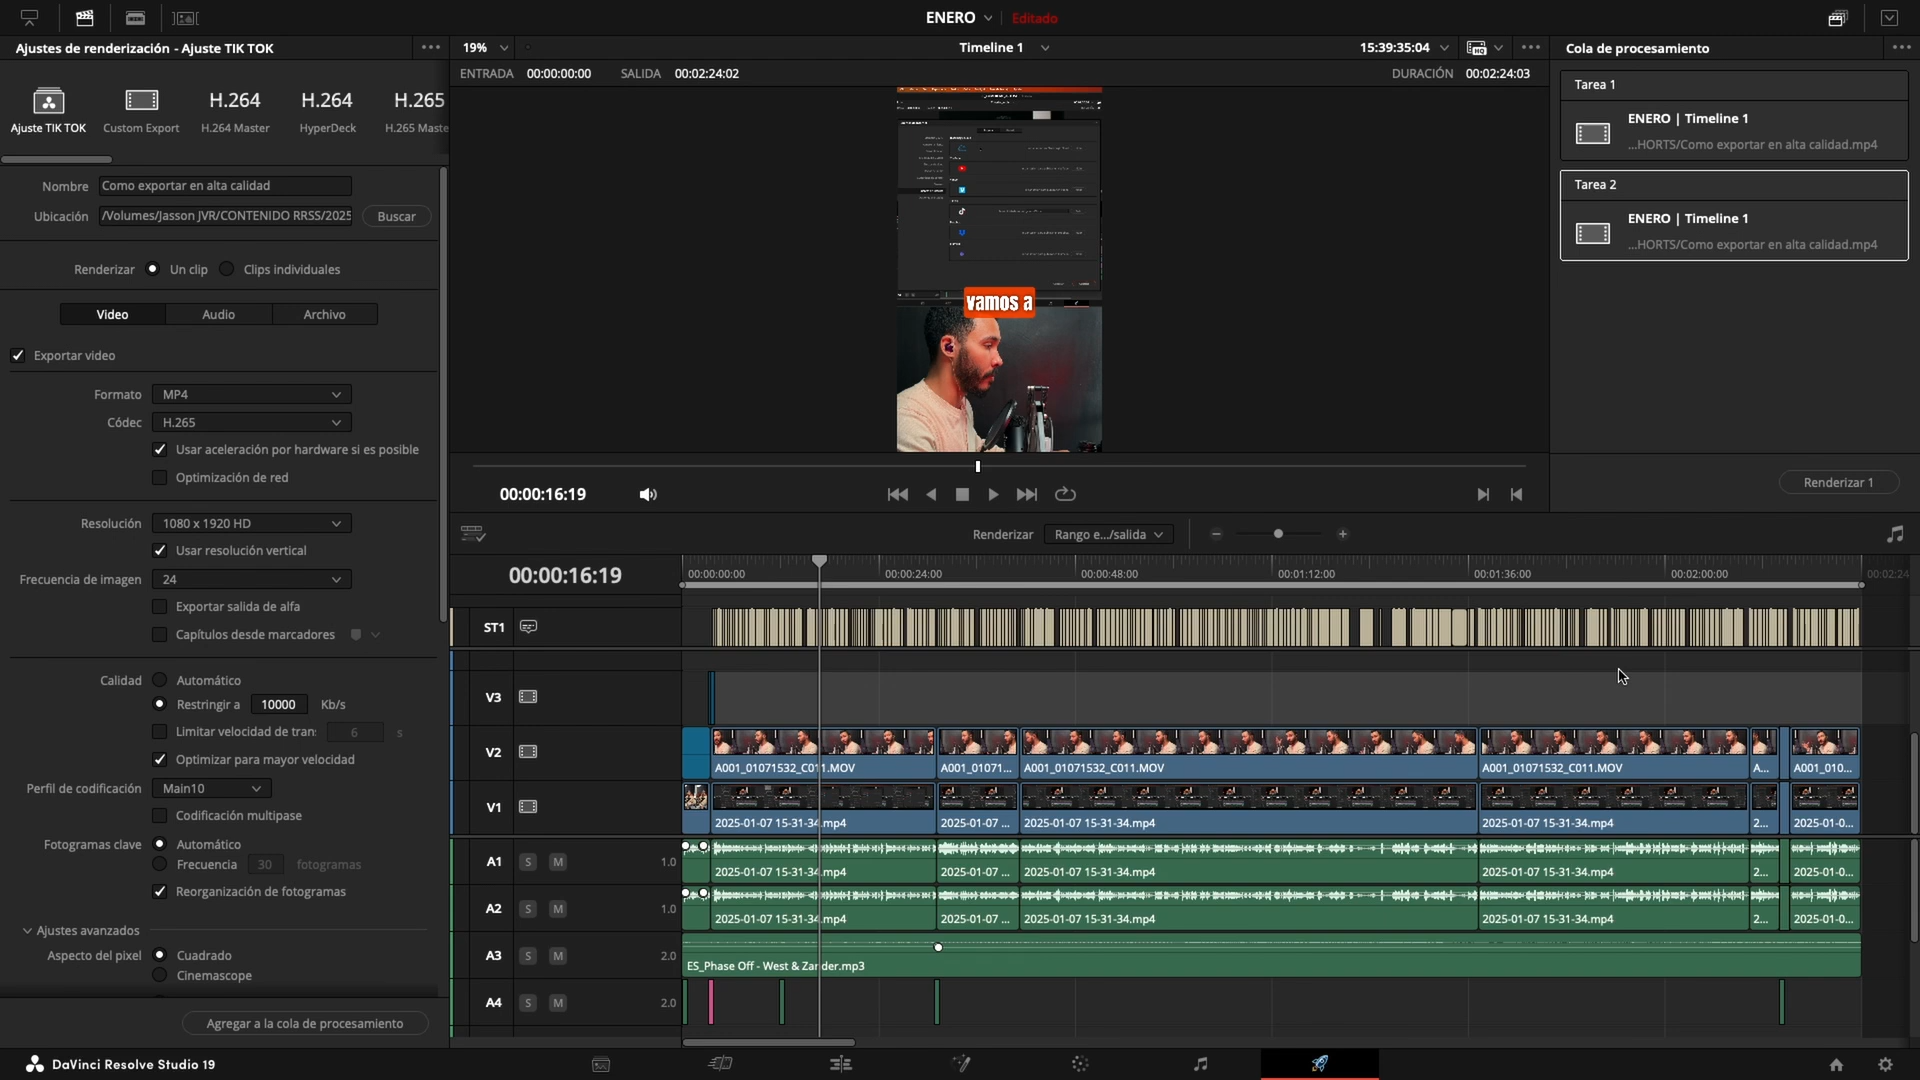 ENERO
Editado
Ajustes de renderización - Ajuste TIK TOK
19%
Timeline 1
15:39:35:04
Cola de procesamiento
ENTRADA 00:00:00:00 SALIDA 00:02:24:02
DURACIÓN 00:02:24:03
Ajuste TIK TOK
Custom Export
H.264
H.264 Master
H.264
HyperDeck
H.265
H.265 Maste
Tarea 1
ENERO | Timeline 1
...HORTS/Como exportar en alta calidad.mp4
Tarea 2
ENERO | Timeline 1
...HORTS/Como exportar en alta calidad.mp4
Renderizar 1
Nombre Como exportar en alta calidad
Ubicación /Volumes/Jasson JVR/CONTENIDO RRSS/2025 Buscar
Renderizar Un clip Clips individuales
Video Audio Archivo
Exportar video
Formato MP4
Códec H.265
Usar aceleración por hardware si es posible
Optimización de red
Resolución 1080 x 1920 HD
Usar resolución vertical
Frecuencia de imagen 24
Exportar salida de alfa
Capítulos desde marcadores
Calidad Automático
Restringir a 10000 Kb/s
Limitar velocidad de tran: 6 s
Optimizar para mayor velocidad
Perfil de codificación Main10
Codificación multipase
Fotogramas clave Automático
Frecuencia 30 fotogramas
Reorganización de fotogramas
Ajustes avanzados
Aspecto del pixel Cuadrado
Cinemascope
Agregar a la cola de procesamiento
vamos a
00:00:16:19
Renderizar Rango e.../salida
00:00:16:19
00:00:00:00 00:00:24:00 00:00:48:00 00:01:12:00 00:01:36:00 00:02:00:00 00:02:24
ST1
V3
V2
A001_01071532_C011.MOV A001_01071... A001_01071532_C011.MOV A001_01071532_C011.MOV A... A001_010...
V1
2025-01-07 15-31-34.mp4 2025-01-07 ... 2025-01-07 15-31-34.mp4 2025-01-07 15-31-34.mp4 2... 2025-01-0...
A1 S M 1.0
2025-01-07 15-31-34.mp4 2025-01-07 ... 2025-01-07 15-31-34.mp4 2025-01-07 15-31-34.mp4 2... 2025-01-0...
A2 S M 1.0
2025-01-07 15-31-34.mp4 2025-01-07 ... 2025-01-07 15-31-34.mp4 2025-01-07 15-31-34.mp4 2... 2025-01-0...
A3 S M 2.0
ES_Phase Off - West & Zander.mp3
A4 S M 2.0
DaVinci Resolve Studio 19